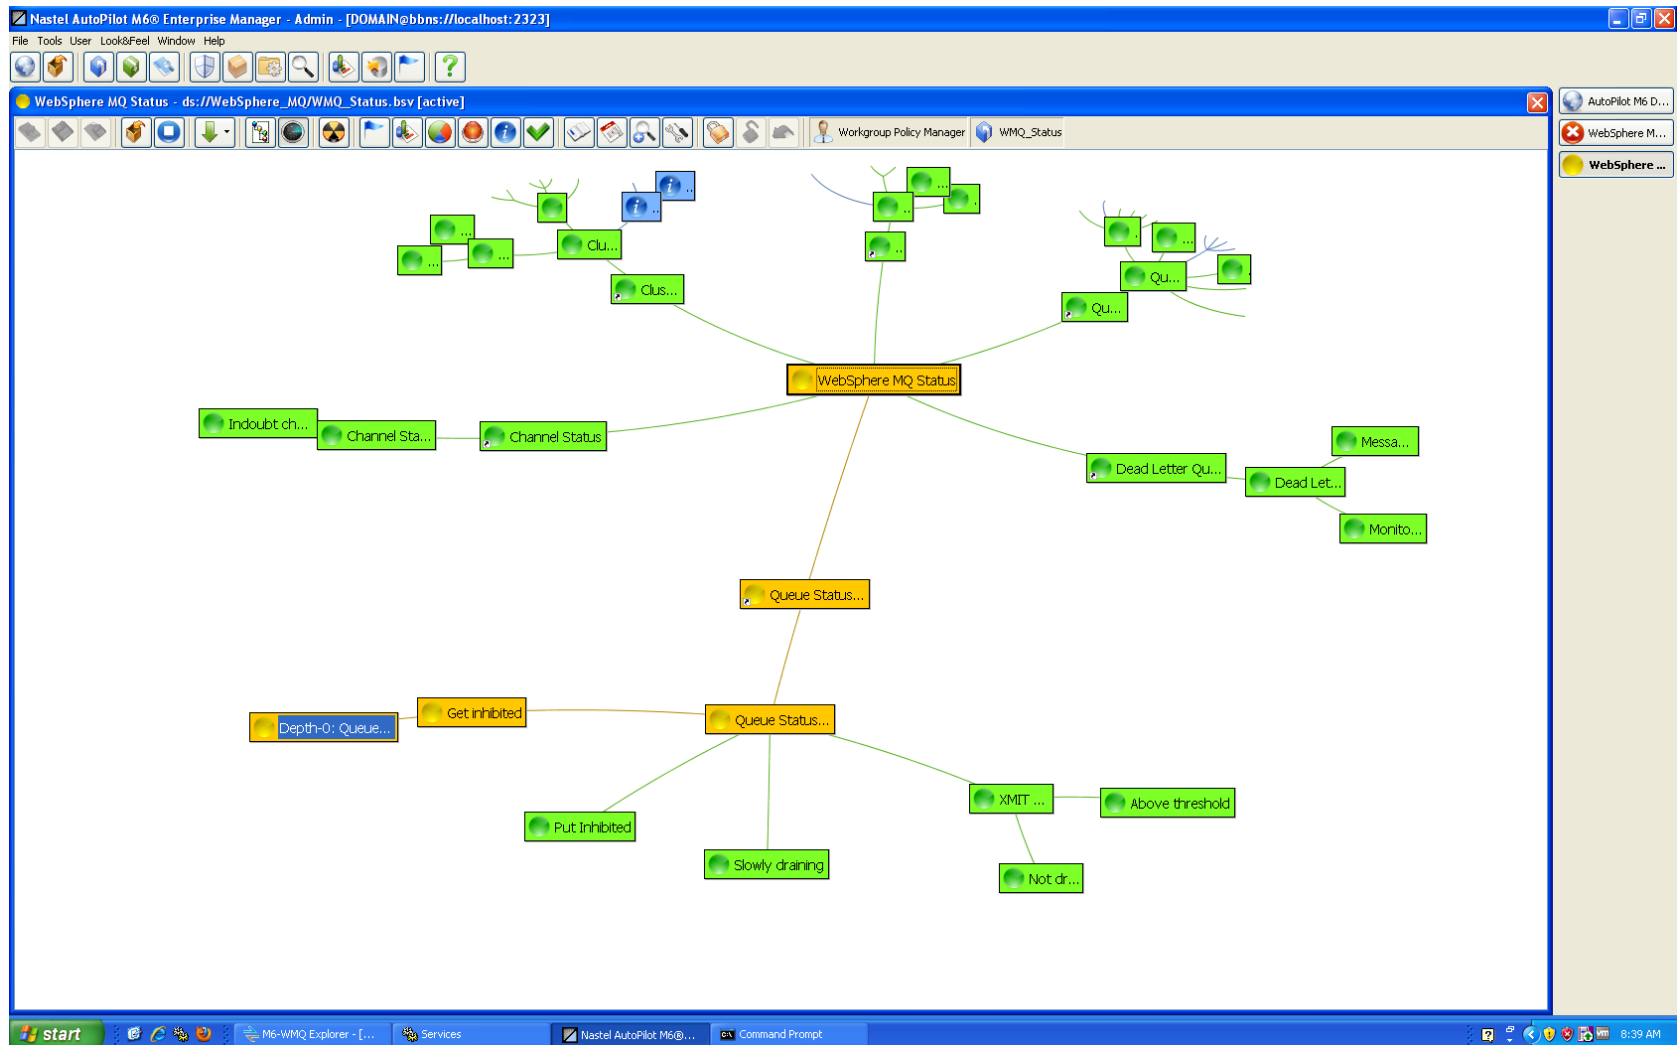 Nastel AutoPilot M6® Enterprise Manager - Admin - [DOMAIN@bbns://localhost:2323]
File Tools User Look&Feel Window Help
WebSphere MQ Status - ds://WebSphere_MQ/WMQ_Status.bsv [active]
AutoPilot M6 D...
Workgroup Policy Manager
WMQ_Status
WebSphere M...
WebSphere ...
...
...
...
Clu...
Clus...
Qu...
Qu...
WebSphere MQ Status
Indoubt ch...
Channel Sta...
Channel Status
Messa...
Dead Letter Qu...
Dead Let...
Monito...
Queue Status...
Get inhibited
Depth-0: Queue...
Queue Status...
XMIT ...
Above threshold
Put Inhibited
Slowly draining
Not dr...
start
M6-WMQ Explorer - [...
Services
Nastel AutoPilot M6®...
Command Prompt
8:39 AM